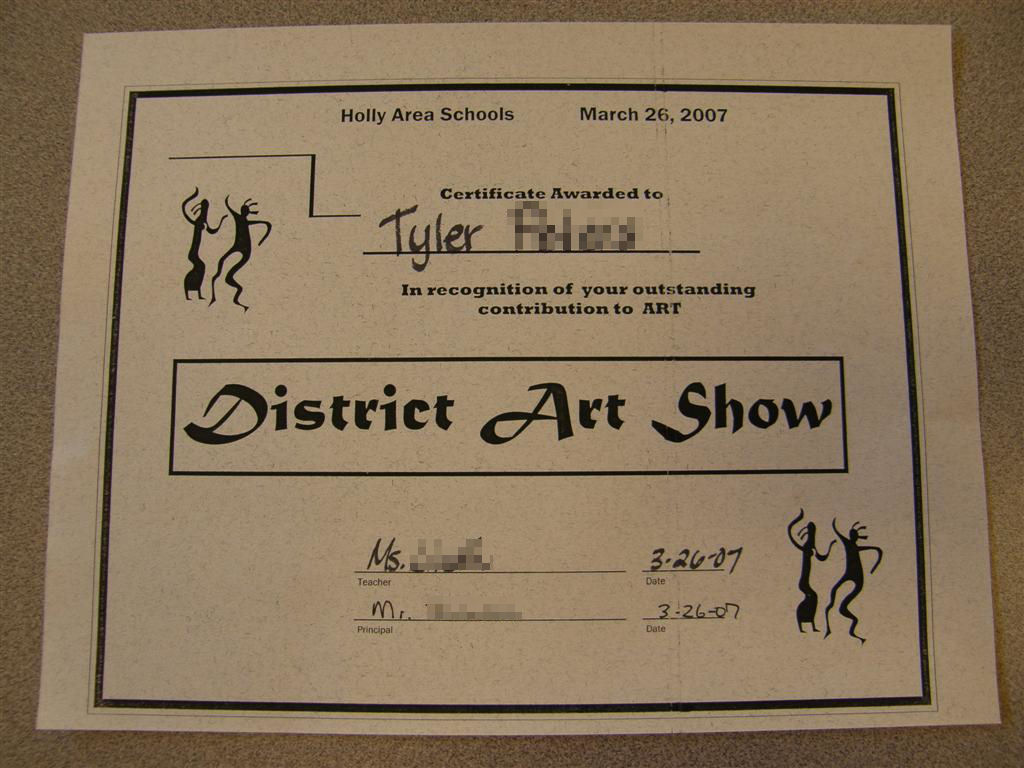 Holly Area Schools March 26, 2007
Certificate Awarded to
Tyler
In recognition of your outstanding
contribution to ART
District Art Show
Ms. 3-26-07
Teacher Date
Mr. 3-26-07
Principal Date